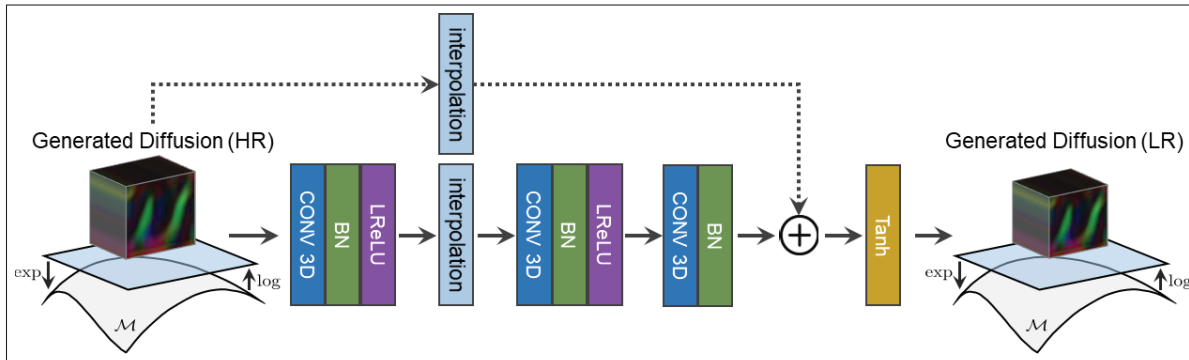 interpolation
Generated Diffusion (HR)
Generated Diffusion (LR)
CONV 3D
BN
LReLU
interpolation
CONV 3D
BN
LReLU
CONV 3D
BN
+
Tanh
exp
log
ℳ
exp
log
ℳ